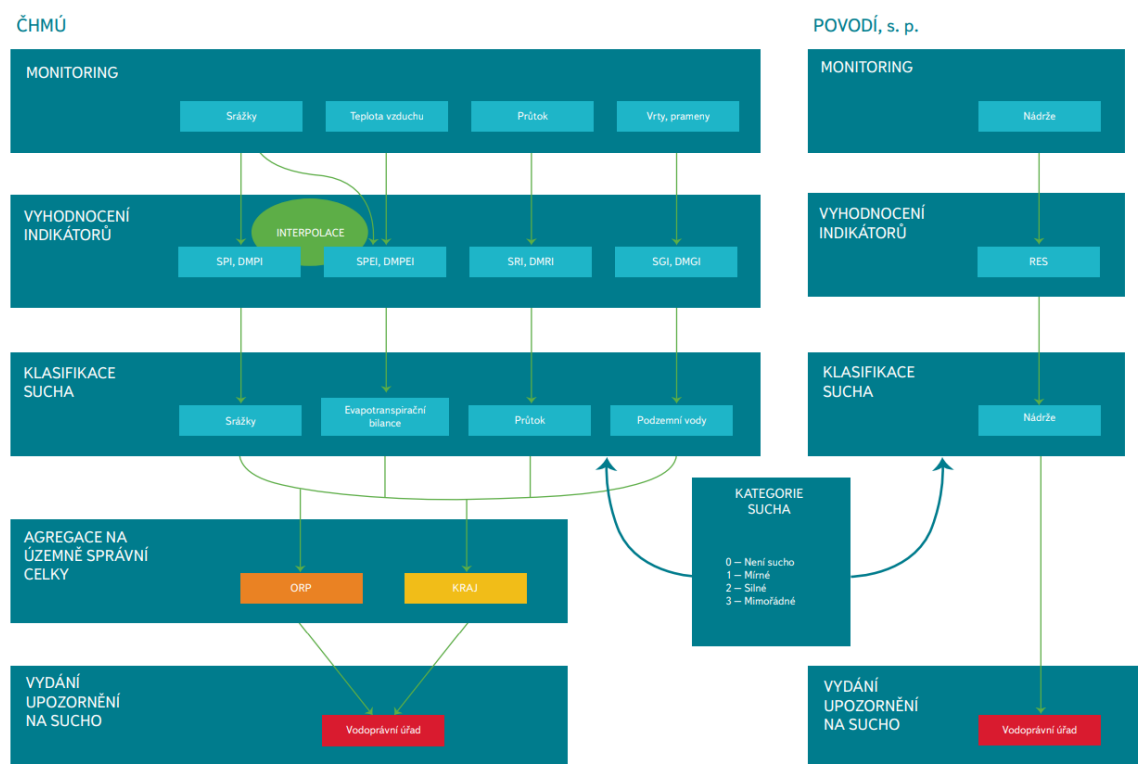 ČHMÚ
POVODÍ, s. p.
MONITORING
Srážky
Teplota vzduchu
Průtok
Vrty, prameny
MONITORING
Nádrže
VYHODNOCENÍ
INDIKÁTORŮ
INTERPOLACE
SPI, DMPI
SPEI, DMPEI
SRI, DMRI
SGI, DMGI
VYHODNOCENÍ
INDIKÁTORŮ
RES
KLASIFIKACE
SUCHA
Srážky
Evapotranspirační
bilance
Průtok
Podzemní vody
KLASIFIKACE
SUCHA
Nádrže
KATEGORIE
SUCHA
0 – Není sucho
1 – Mírné
2 – Silné
3 – Mimořádné
AGREGACE NA
ÚZEMNĚ SPRÁVNÍ
CELKY
ORP
KRAJ
VYDÁNÍ
UPOZORNĚNÍ
NA SUCHO
Vodoprávní úřad
VYDÁNÍ
UPOZORNĚNÍ
NA SUCHO
Vodoprávní úřad